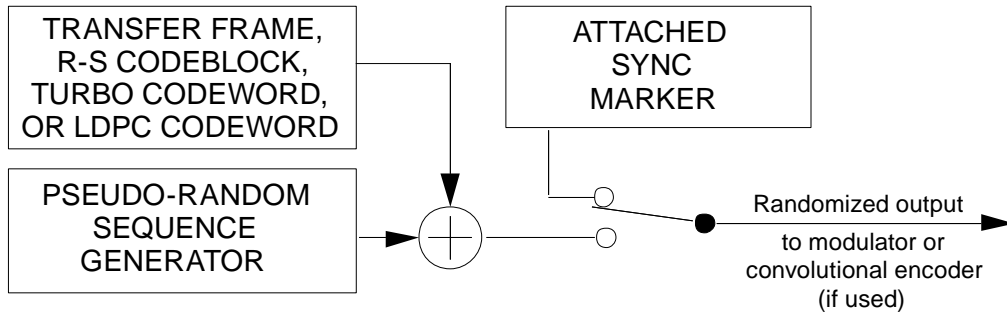 TRANSFER FRAME,
R-S CODEBLOCK,
TURBO CODEWORD,
OR LDPC CODEWORD
ATTACHED
SYNC
MARKER
PSEUDO-RANDOM
SEQUENCE
GENERATOR
Randomized output
to modulator or
convolutional encoder
(if used)